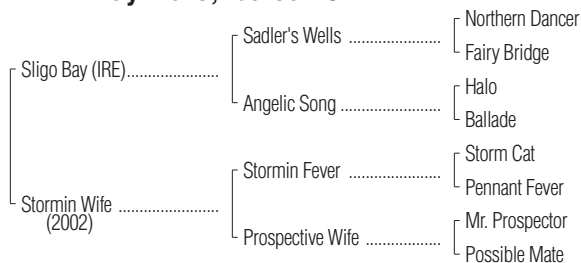 Northern Dancer
Sadler's Wells
Fairy Bridge
Sligo Bay (IRE)
Halo
Angelic Song
Ballade
Storm Cat
Stormin Fever
Pennant Fever
Stormin Wife
(2002)
Mr. Prospector
Prospective Wife
Possible Mate